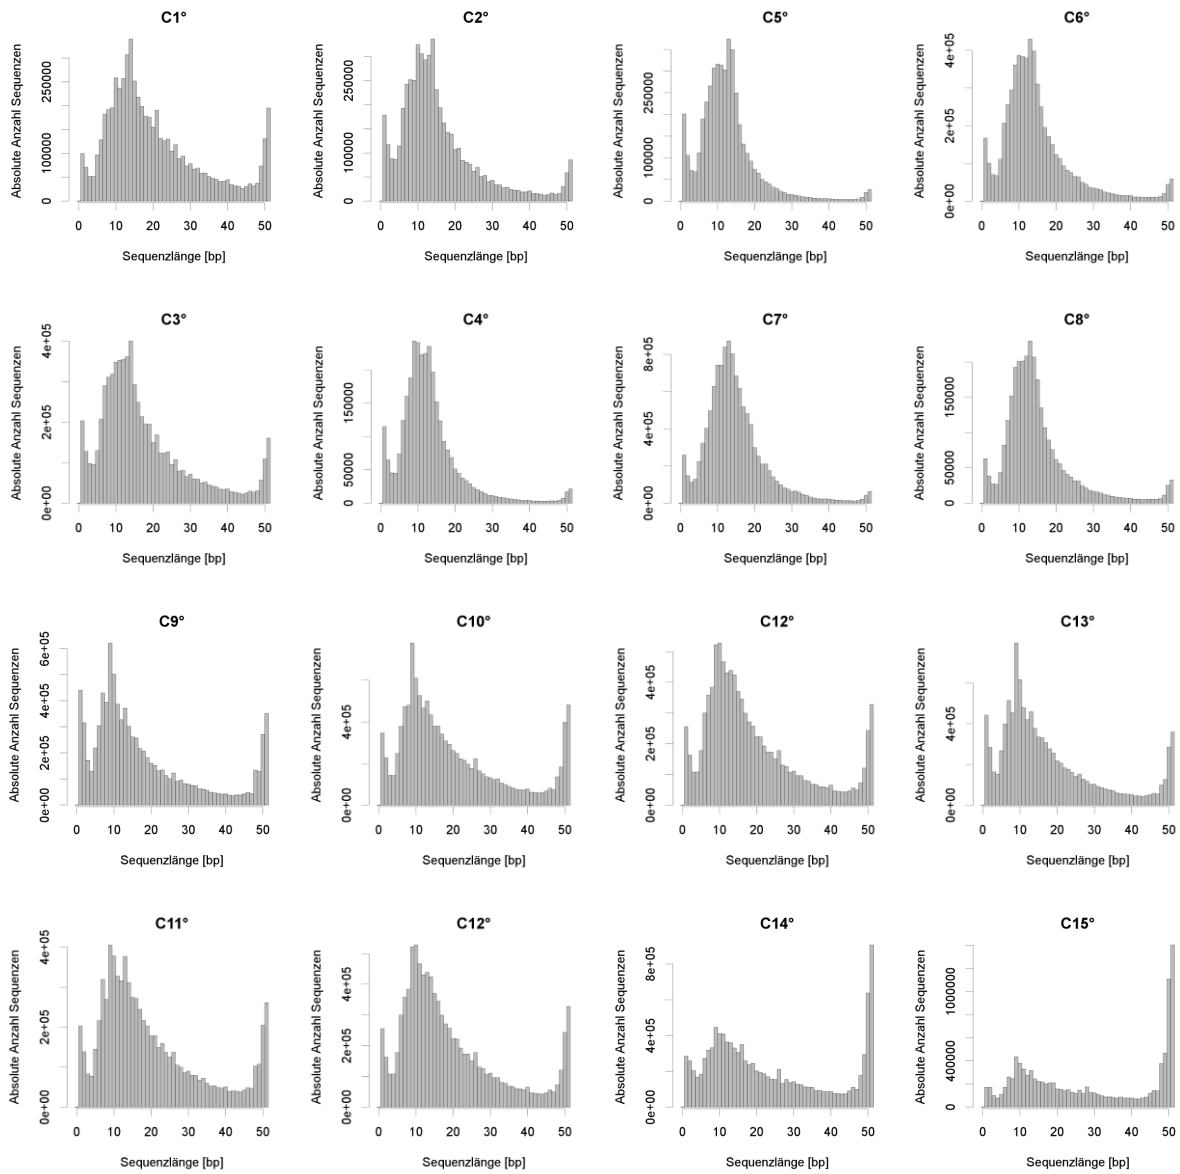 C1°
Absolute Anzahl Sequenzen
0 100000 250000
0 10 20 30 40 50
Sequenzlänge [bp]
C2°
Absolute Anzahl Sequenzen
0 100000 250000
0 10 20 30 40 50
Sequenzlänge [bp]
C5°
Absolute Anzahl Sequenzen
0 100000 250000
0 10 20 30 40 50
Sequenzlänge [bp]
C6°
Absolute Anzahl Sequenzen
0e+00 2e+05 4e+05
0 10 20 30 40 50
Sequenzlänge [bp]
C3°
Absolute Anzahl Sequenzen
0e+00 2e+05 4e+05
0 10 20 30 40 50
Sequenzlänge [bp]
C4°
Absolute Anzahl Sequenzen
0 50000 150000
0 10 20 30 40 50
Sequenzlänge [bp]
C7°
Absolute Anzahl Sequenzen
0e+00 4e+05 8e+05
0 10 20 30 40 50
Sequenzlänge [bp]
C8°
Absolute Anzahl Sequenzen
0 50000 150000
0 10 20 30 40 50
Sequenzlänge [bp]
C9°
Absolute Anzahl Sequenzen
0e+00 2e+05 4e+05 6e+05
0 10 20 30 40 50
Sequenzlänge [bp]
C10°
Absolute Anzahl Sequenzen
0e+00 4e+05
0 10 20 30 40 50
Sequenzlänge [bp]
C12°
Absolute Anzahl Sequenzen
0e+00 2e+05 4e+05
0 10 20 30 40 50
Sequenzlänge [bp]
C13°
Absolute Anzahl Sequenzen
0e+00 4e+05
0 10 20 30 40 50
Sequenzlänge [bp]
C11°
Absolute Anzahl Sequenzen
0e+00 2e+05 4e+05
0 10 20 30 40 50
Sequenzlänge [bp]
C12°
Absolute Anzahl Sequenzen
0e+00 2e+05 4e+05
0 10 20 30 40 50
Sequenzlänge [bp]
C14°
Absolute Anzahl Sequenzen
0e+00 4e+05 8e+05
0 10 20 30 40 50
Sequenzlänge [bp]
C15°
Absolute Anzahl Sequenzen
0 400000 1000000
0 10 20 30 40 50
Sequenzlänge [bp]